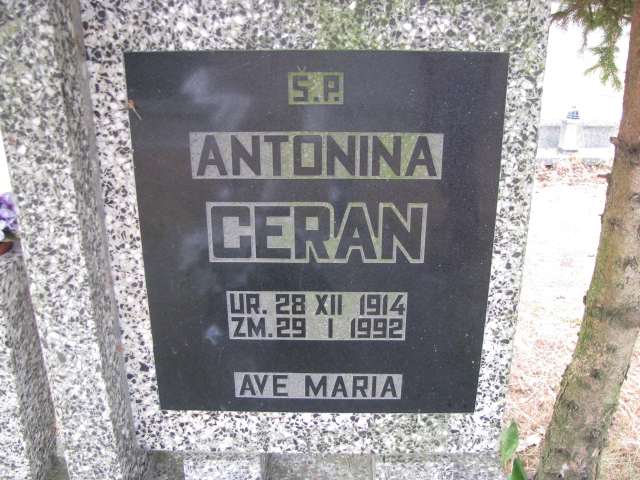 Ś.P.
ANTONINA
CERAN
UR. 28 XII 1914
ZM. 29 I 1992
AVE MARIA